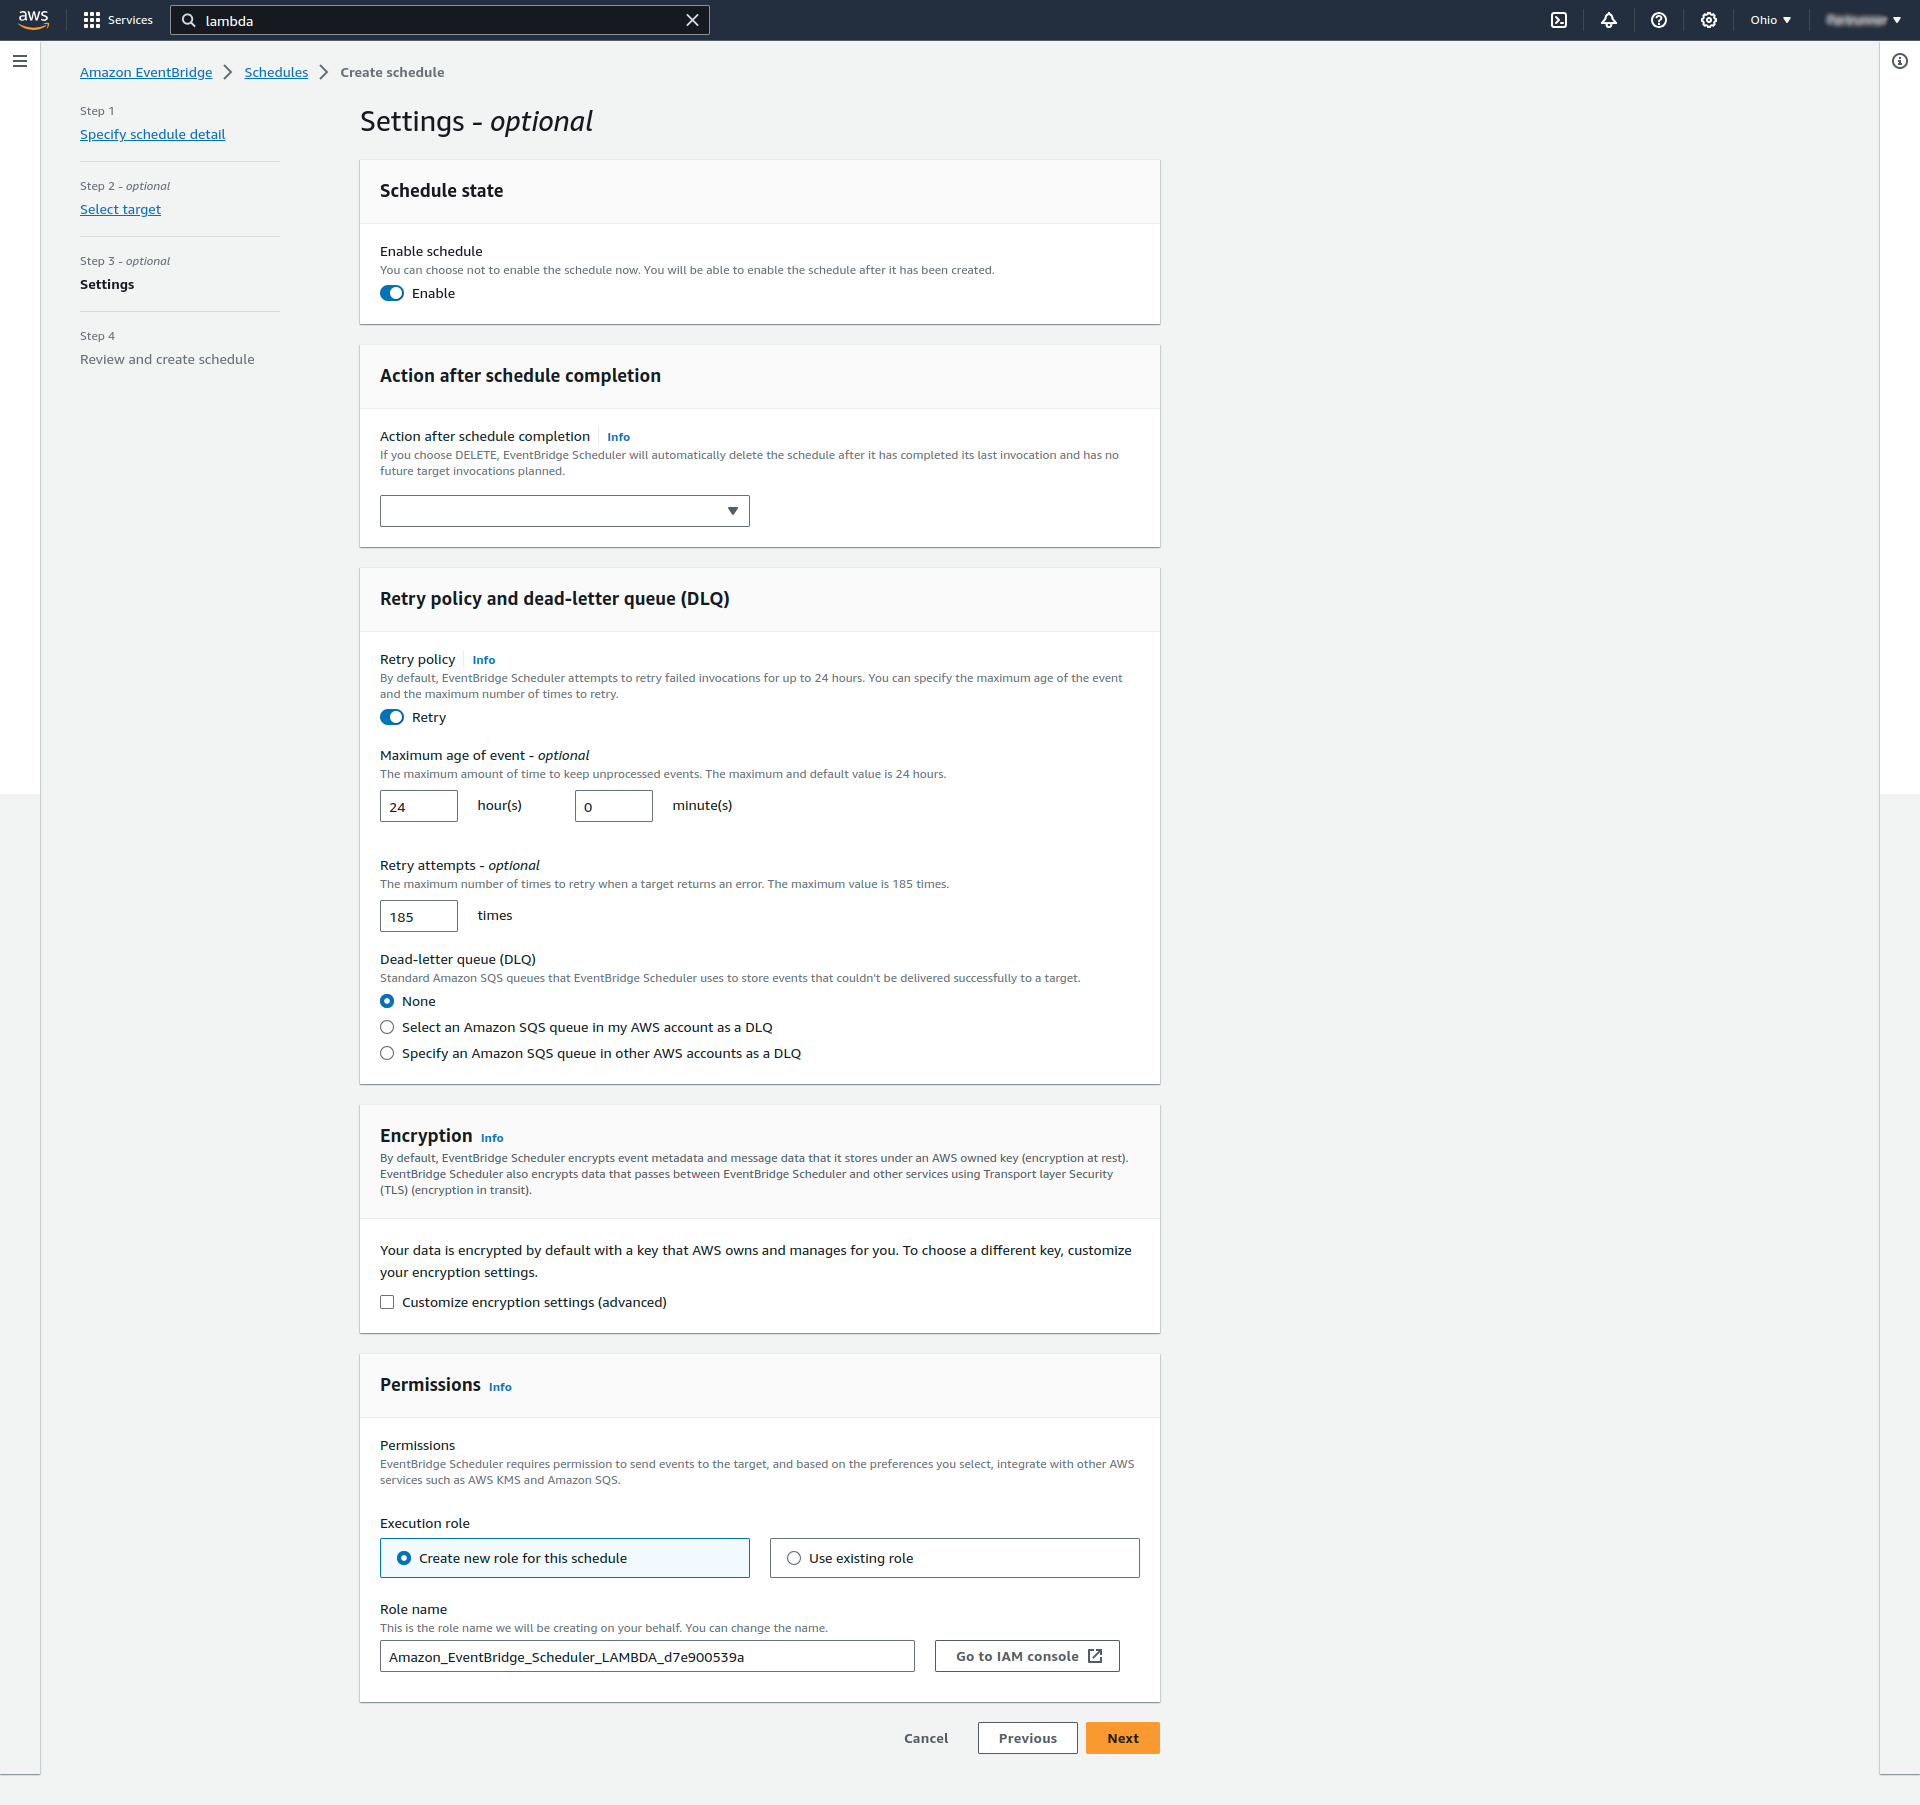 aws
Services
lambda
Ohio
Amazon EventBridge
Schedules
Create schedule
Step 1
Specify schedule detail
Step 2 - optional
Select target
Step 3 - optional
Settings
Step 4
Review and create schedule
Settings - optional
Schedule state
Enable schedule
You can choose not to enable the schedule now. You will be able to enable the schedule after it has been created.
Enable
Action after schedule completion
Action after schedule completion Info
If you choose DELETE, EventBridge Scheduler will automatically delete the schedule after it has completed its last invocation and has no
future target invocations planned.
Retry policy and dead-letter queue (DLQ)
Retry policy Info
By default, EventBridge Scheduler attempts to retry failed invocations for up to 24 hours. You can specify the maximum age of the event
and the maximum number of times to retry.
Retry
Maximum age of event - optional
The maximum amount of time to keep unprocessed events. The maximum and default value is 24 hours.
24 hour(s) 0 minute(s)
Retry attempts - optional
The maximum number of times to retry when a target returns an error. The maximum value is 185 times.
185 times
Dead-letter queue (DLQ)
Standard Amazon SQS queues that EventBridge Scheduler uses to store events that couldn't be delivered successfully to a target.
None
Select an Amazon SQS queue in my AWS account as a DLQ
Specify an Amazon SQS queue in other AWS accounts as a DLQ
Encryption Info
By default, EventBridge Scheduler encrypts event metadata and message data that it stores under an AWS owned key (encryption at rest).
EventBridge Scheduler also encrypts data that passes between EventBridge Scheduler and other services using Transport layer Security
(TLS) (encryption in transit).
Your data is encrypted by default with a key that AWS owns and manages for you. To choose a different key, customize
your encryption settings.
Customize encryption settings (advanced)
Permissions Info
Permissions
EventBridge Scheduler requires permission to send events to the target, and based on the preferences you select, integrate with other AWS
services such as AWS KMS and Amazon SQS.
Execution role
Create new role for this schedule
Use existing role
Role name
This is the role name we will be creating on your behalf. You can change the name.
Amazon_EventBridge_Scheduler_LAMBDA_d7e900539a
Go to IAM console
Cancel
Previous
Next